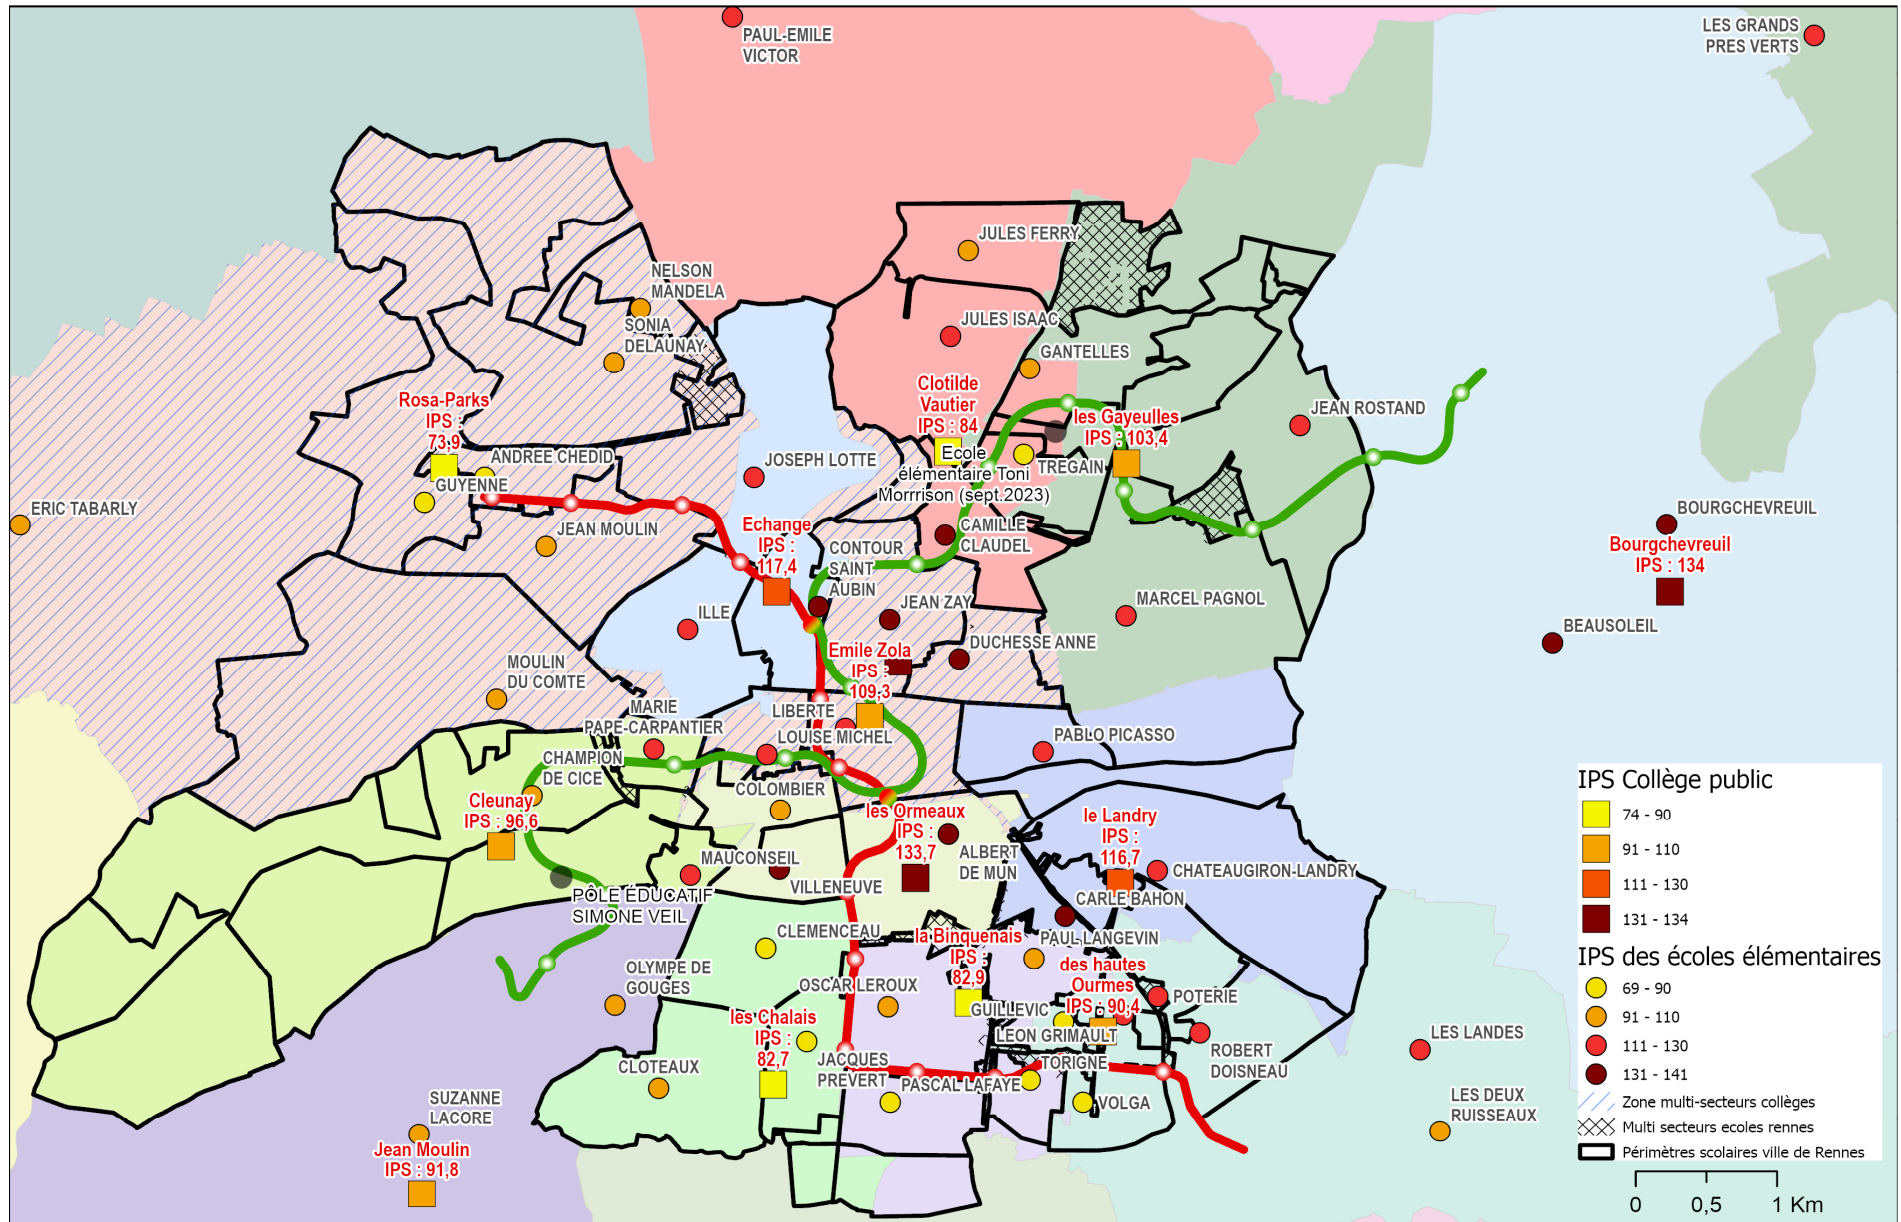 PAUL-EMILE
VICTOR
LES GRANDS
PRES VERTS
JULES FERRY
NELSON
MANDELA
SONIA
DELAUNAY
JULES ISAAC
GANTELLES
Clotilde
Vautier
IPS : 84
Rosa-Parks
IPS :
73,9
les Gayeulles
IPS : 103,4
JEAN ROSTAND
ANDREE CHEDID
GUYENNE
JOSEPH LOTTE
Ecole
élémentaire Toni
Morrrison (sept.2023)
TREGAIN
ERIC TABARLY
JEAN MOULIN
Echange
IPS :
117,4
CONTOUR
SAINT
AUBIN
CAMILLE
CLAUDEL
BOURGCHEVREUIL
Bourgchevreuil
IPS : 134
JEAN ZAY
MARCEL PAGNOL
ILLE
BEAUSOLEIL
DUCHESSE ANNE
Emile Zola
IPS :
109,3
MOULIN
DU COMTE
MARIE
PAPE-CARPANTIER
LIBERTE
LOUISE MICHEL
PABLO PICASSO
CHAMPION
DE CICE
COLOMBIER
Cleunay
IPS : 96,6
les Ormeaux
IPS :
133,7
ALBERT
DE MUN
le Landry
IPS :
116,7
CHATEAUGIRON-LANDRY
MAUCONSEIL
VILLENEUVE
CARLE BAHON
PÔLE ÉDUCATIF
SIMONE VEIL
CLEMENCEAU
la Binquenais
IPS :
82,9
PAUL LANGEVIN
des hautes
Ourmes
IPS : 90,4
OLYMPE DE
GOUGES
OSCAR LEROUX
GUILLEVIC
POTERIE
LEON GRIMAULT
les Chalais
IPS :
82,7
ROBERT
DOISNEAU
LES LANDES
CLOTEAUX
JACQUES
PREVERT
PASCAL LAFAYE
TORIGNE
VOLGA
SUZANNE
LACORE
LES DEUX
RUISSEAUX
Jean Moulin
IPS : 91,8
IPS Collège public
74 - 90
91 - 110
111 - 130
131 - 134
IPS des écoles élémentaires
69 - 90
91 - 110
111 - 130
131 - 141
Zone multi-secteurs collèges
Multi secteurs ecoles rennes
Périmètres scolaires ville de Rennes
0 0,5 1 Km